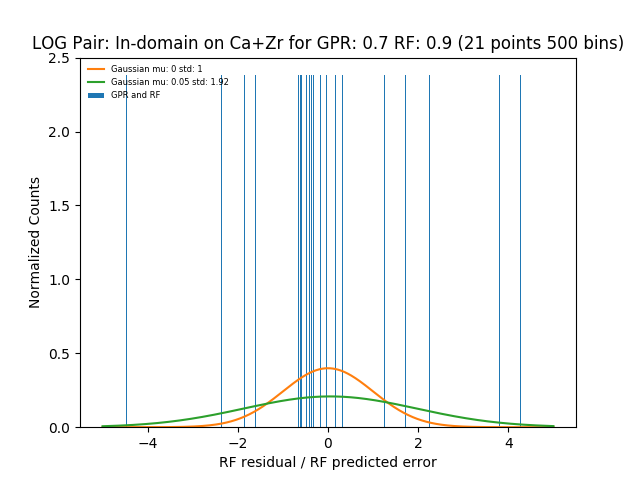 LOG Pair: In-domain on Ca+Zr for GPR: 0.7 RF: 0.9 (21 points 500 bins)
Gaussian mu: 0 std: 1
Gaussian mu: 0.05 std: 1.92
GPR and RF
2.5
2.0
1.5
1.0
0.5
0.0
Normalized Counts
−4 −2 0 2 4
RF residual / RF predicted error